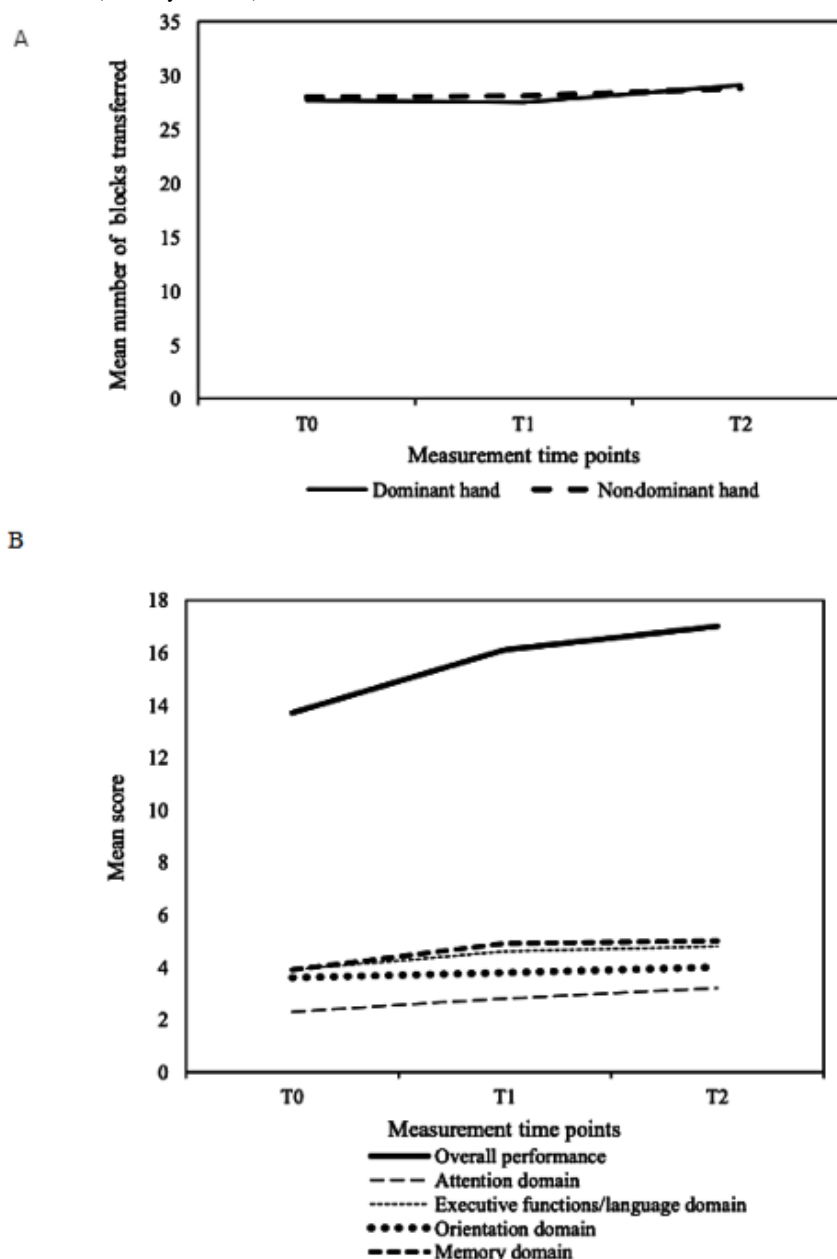 A
35
30
25
20
15
10
5
0
Mean number of blocks transferred
T0 T1 T2
Measurement time points
Dominant hand Nondominant hand
B
18
16
14
12
10
8
6
4
2
0
Mean score
T0 T1 T2
Measurement time points
Overall performance
Attention domain
Executive functions/language domain
Orientation domain
Memory domain